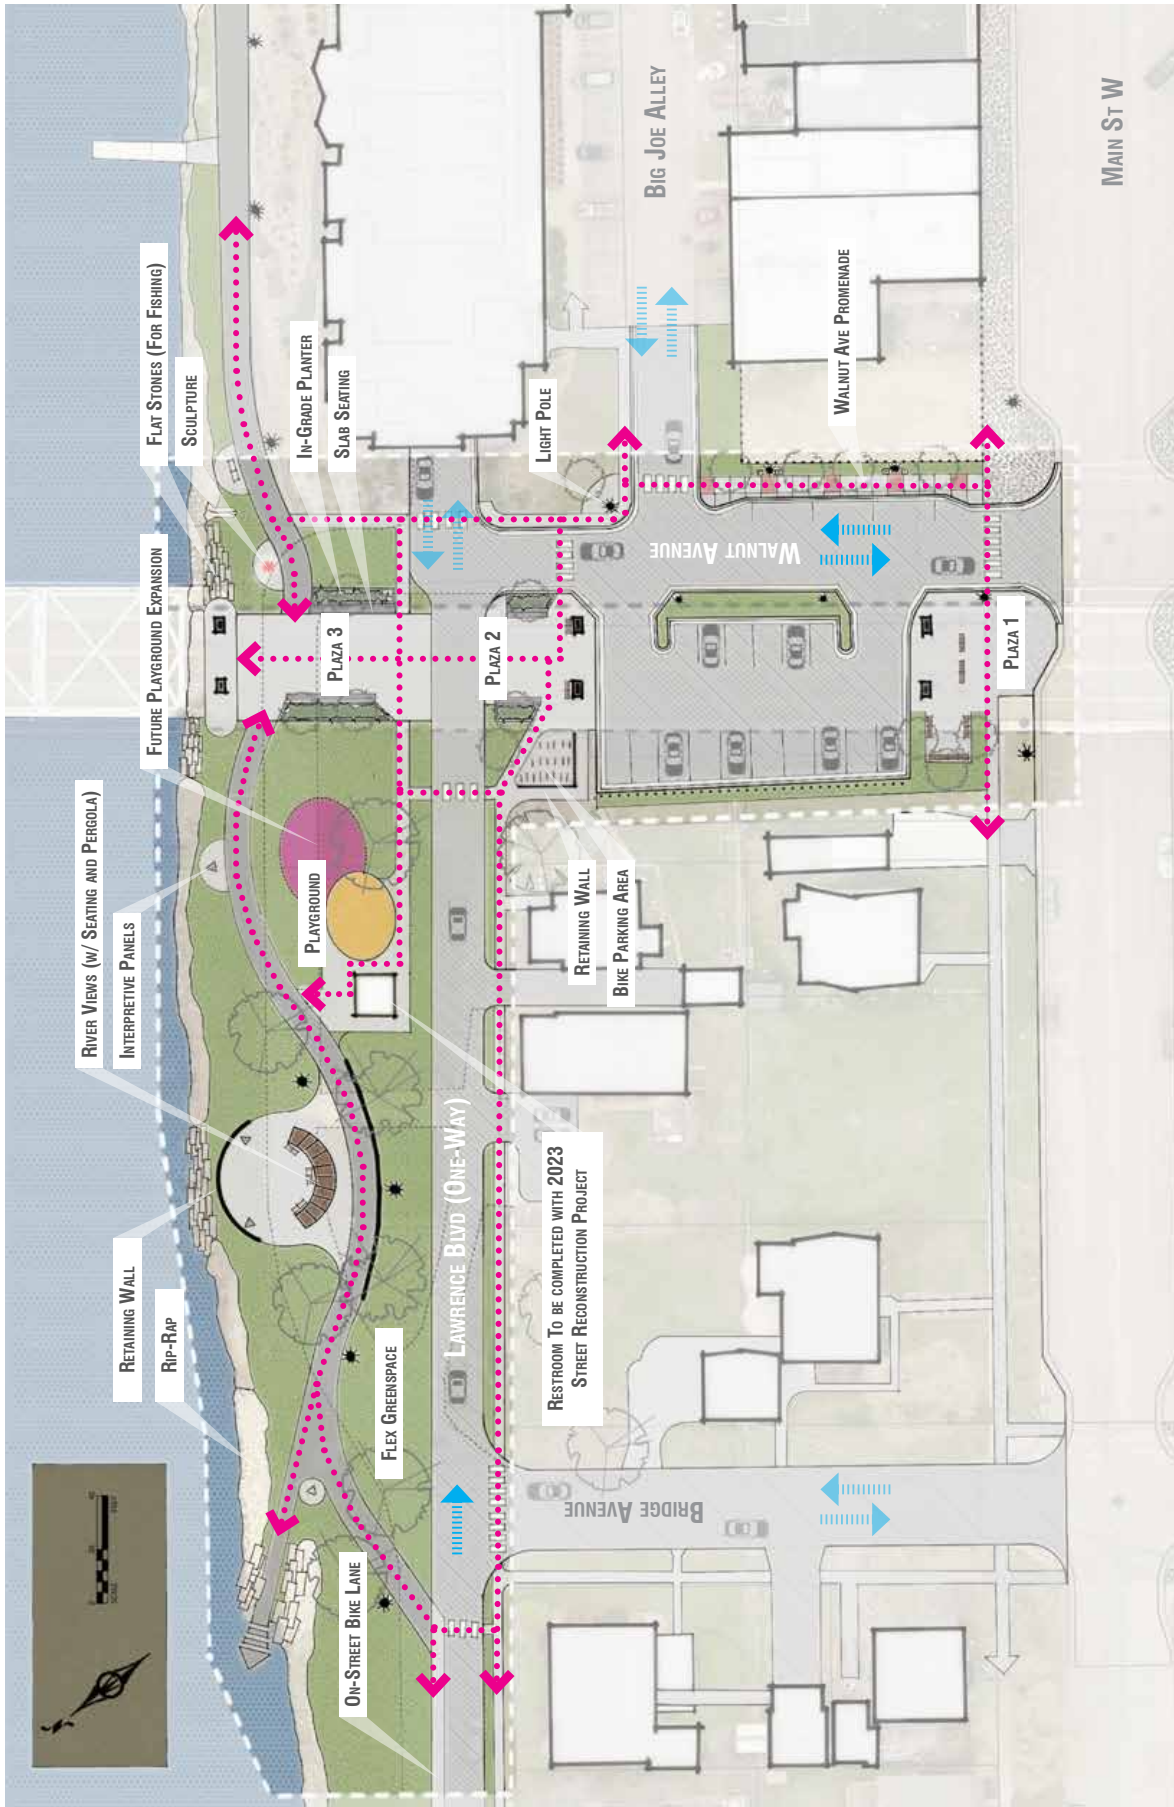 Retaining Wall
Rip-Rap
River Views (w/ Seating and Pergola)
Interpretive Panels
Future Playground Expansion
Flat Stones (For Fishing)
Sculpture
In-Grade Planter
Slab Seating
Light Pole
Big Joe Alley
Main St W
Walnut Ave Promenade
Walnut Avenue
Plaza 3
Plaza 2
Plaza 1
Playground
Retaining Wall
Bike Parking Area
Lawrence Blvd (One-Way)
Restroom To be completed with 2023
Street Reconstruction Project
Flex Greenspace
On-Street Bike Lane
Bridge Avenue
Scale